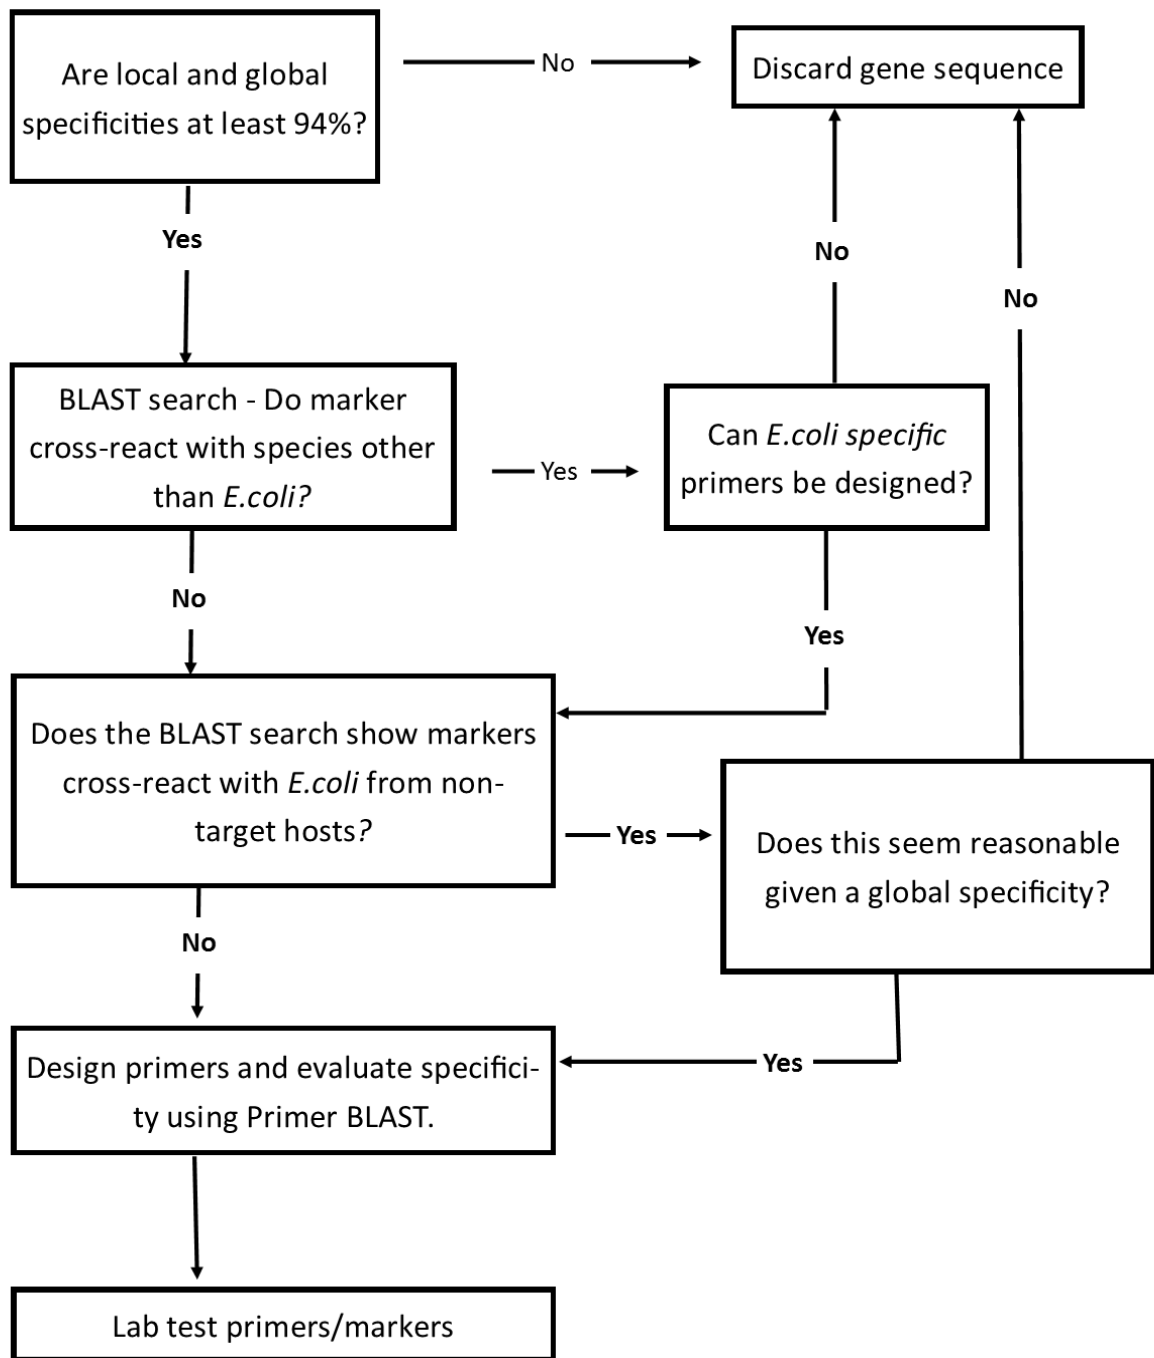 Are local and global
specificities at least 94%?
No
Discard gene sequence
Yes
No
No
BLAST search - Do marker
cross-react with species other
than E.coli?
Yes
Can E.coli specific
primers be designed?
No
Yes
Does the BLAST search show markers
cross-react with E.coli from non-
target hosts?
Yes
Does this seem reasonable
given a global specificity?
No
Yes
Design primers and evaluate specifici-
ty using Primer BLAST.
Lab test primers/markers